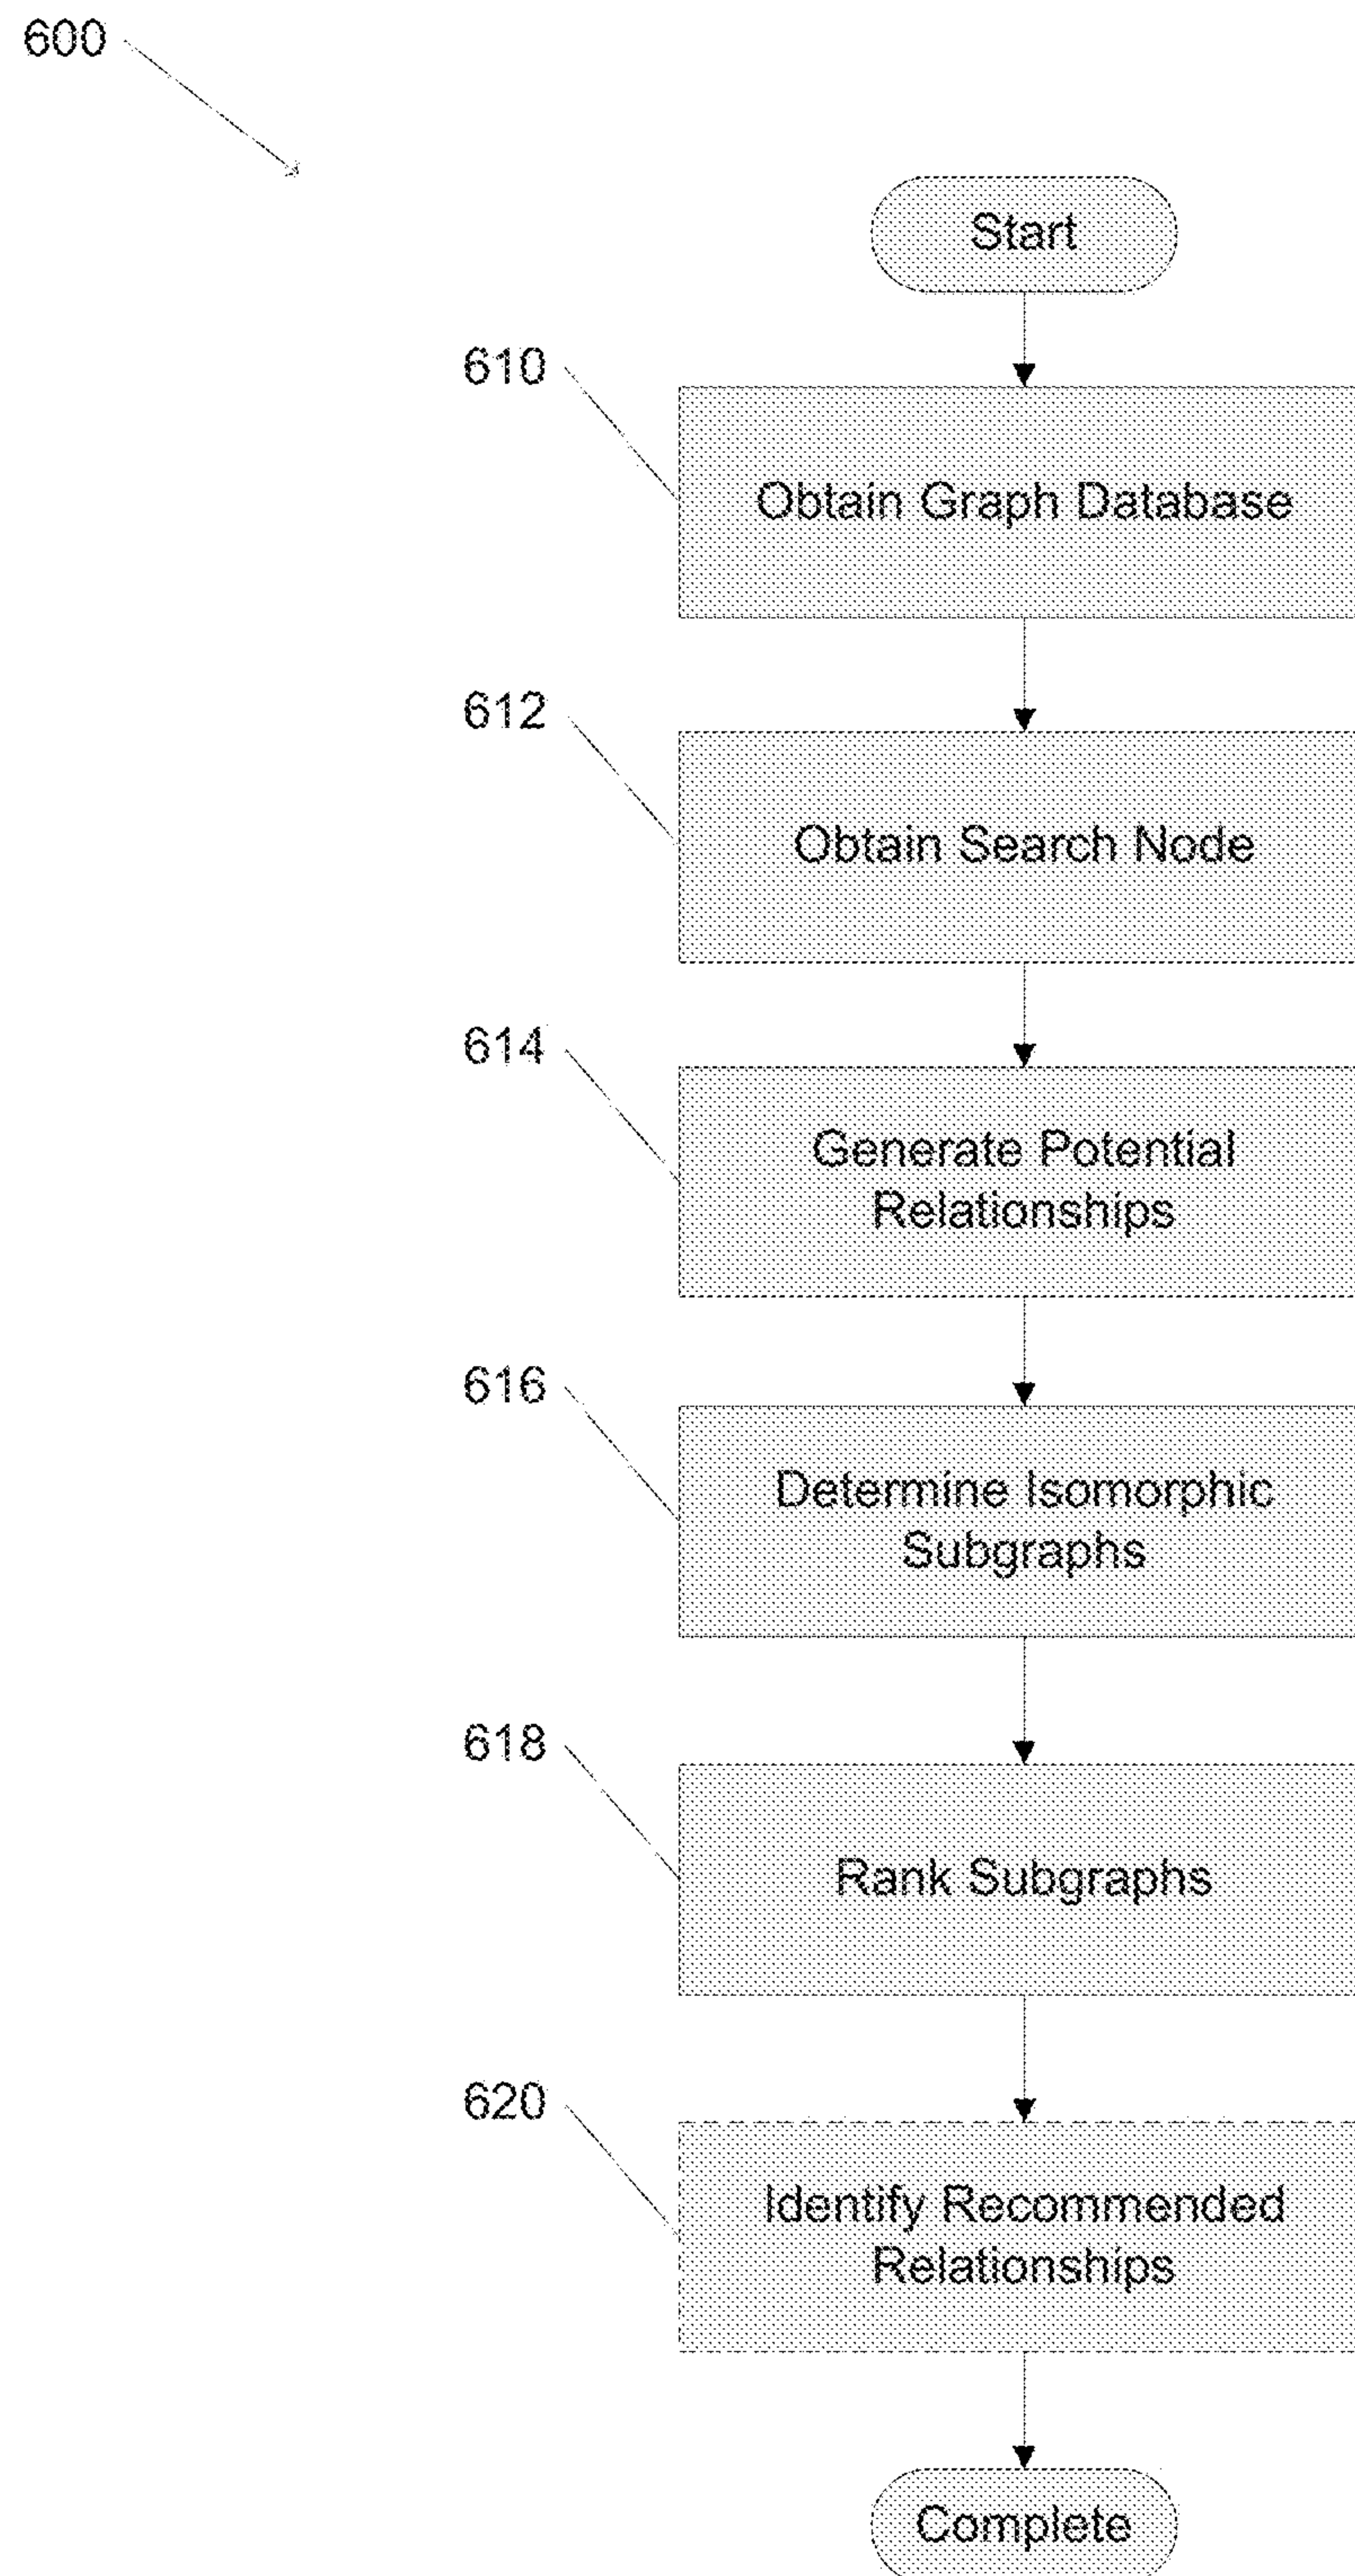 600
Start
610
Obtain Graph Database
612
Obtain Search Node
614
Generate Potential
Relationships
616
Determine Isomorphic
Subgraphs
618
Rank Subgraphs
620
Identify Recommended
Relationships
Complete